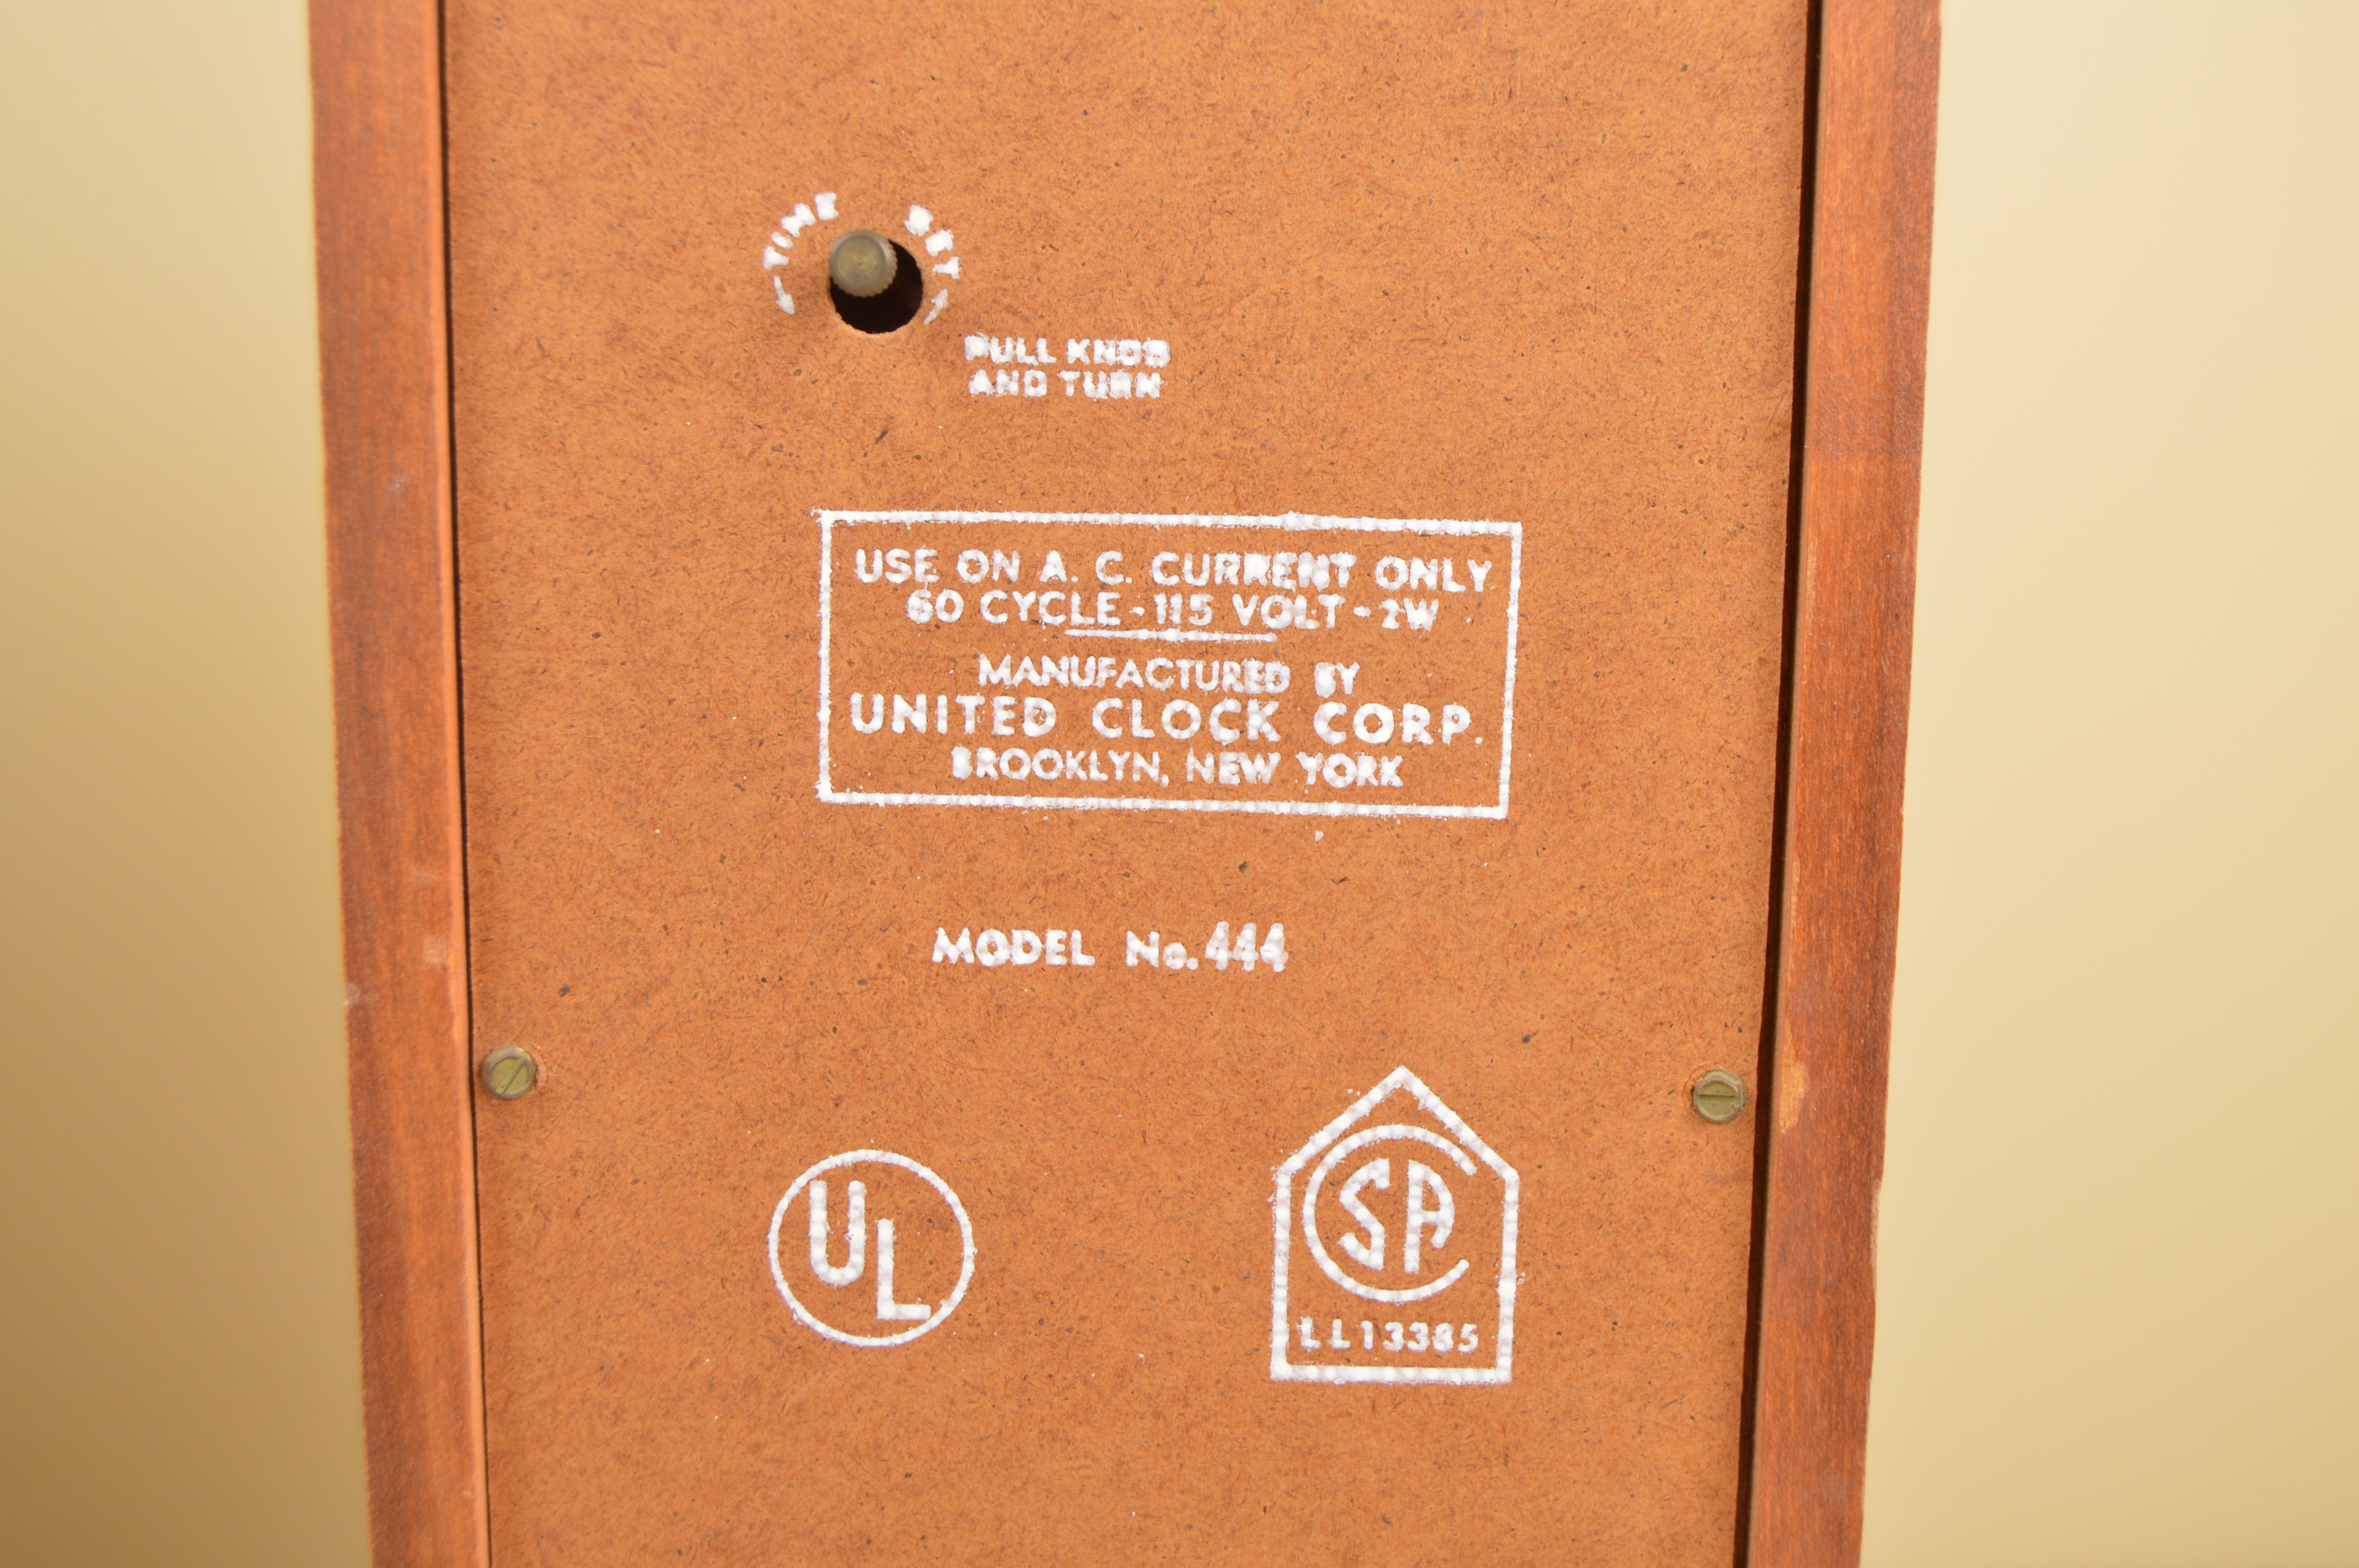 TIME SET
PULL KNOB
AND TURN
USE ON A. C. CURRENT ONLY
60 CYCLE - 115 VOLT - 2W
MANUFACTURED BY
UNITED CLOCK CORP.
BROOKLYN, NEW YORK
MODEL No. 444
UL
CSA
LL13385